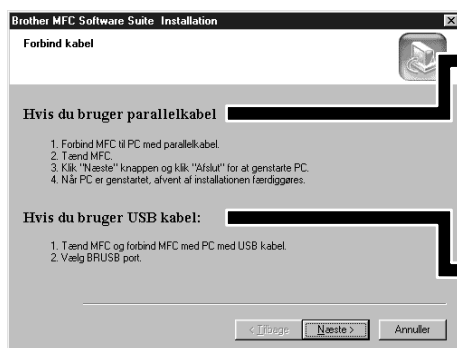 Brother MFC Software Suite Installation
Forbind kabel
Hvis du bruger parallelkabel
1. Forbind MFC til PC med parallelkabel.
2. Tænd MFC.
3. Klik "Næste" knappen og klik "Afslut" for at genstarte PC.
4. Når PC er genstartet, afvent af installationen færdiggøres.
Hvis du bruger USB kabel:
1. Tænd MFC og forbind MFC med PC med USB kabel.
2. Vælg BRUSB port.
< Tilbage Næste > Annuller